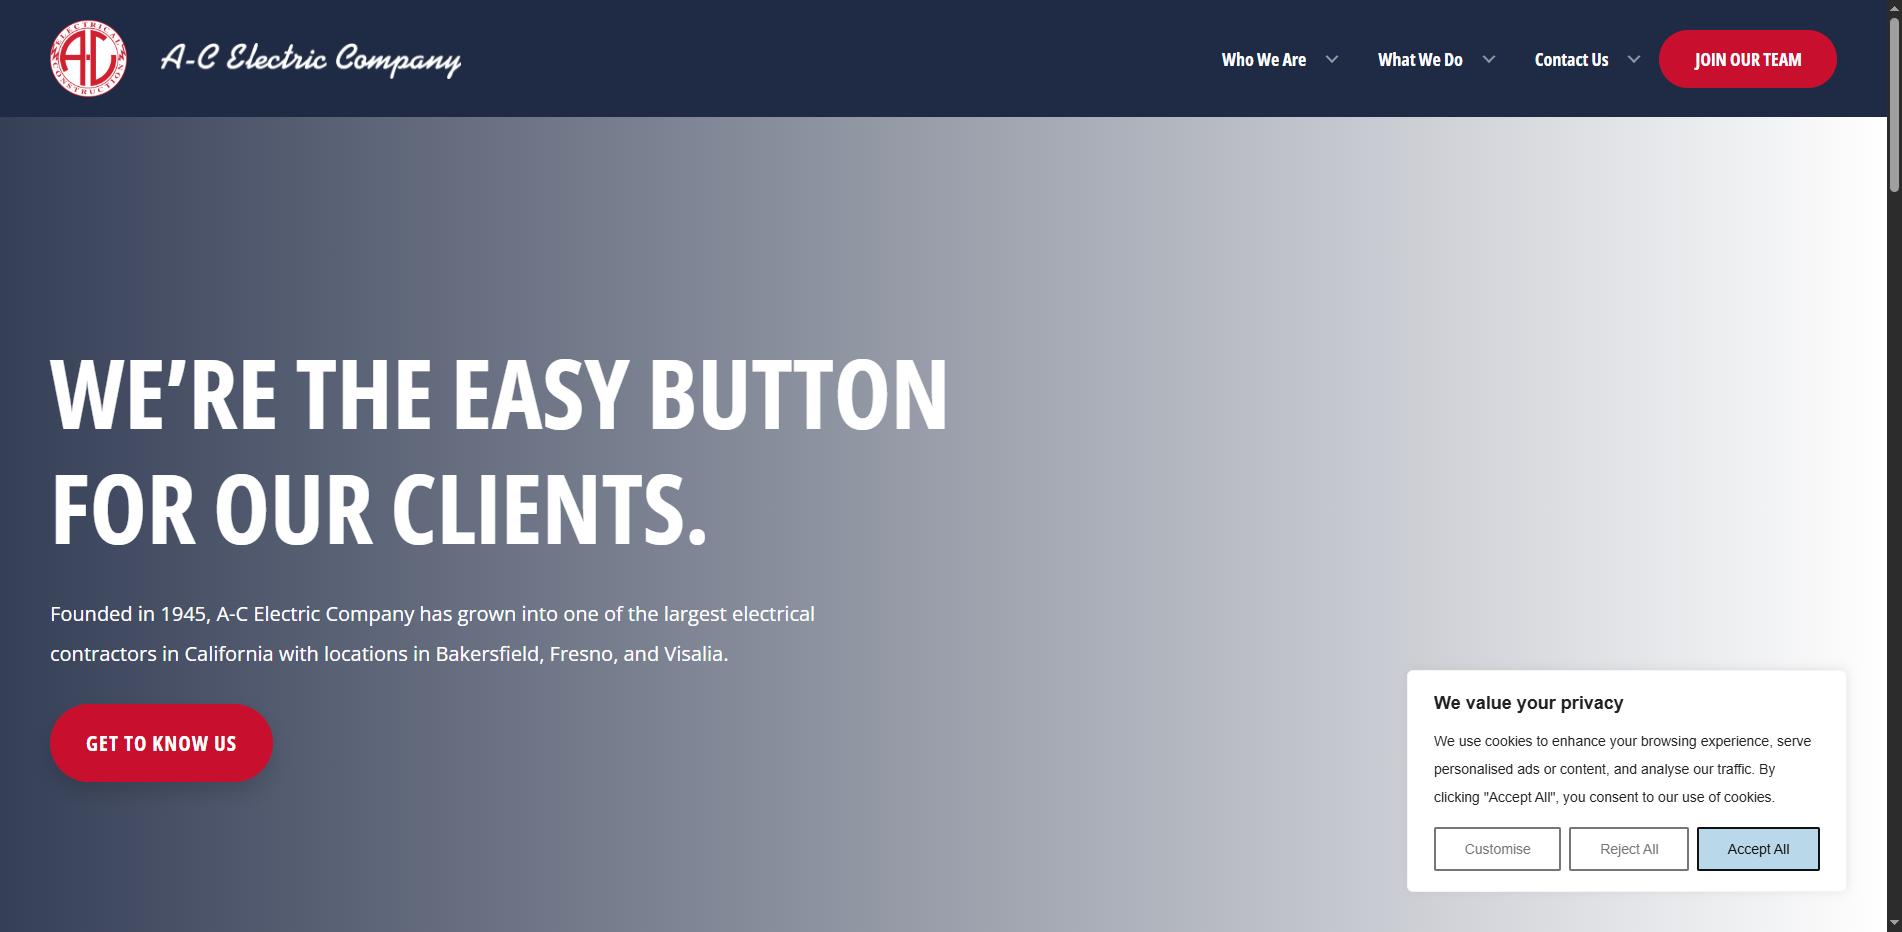 ELECTRICAL
A-C
CONSTRUCTION
A-C Electric Company
Who We Are
What We Do
Contact Us
JOIN OUR TEAM
WE’RE THE EASY BUTTON
FOR OUR CLIENTS.
Founded in 1945, A-C Electric Company has grown into one of the largest electrical
contractors in California with locations in Bakersfield, Fresno, and Visalia.
GET TO KNOW US
We value your privacy
We use cookies to enhance your browsing experience, serve
personalised ads or content, and analyse our traffic. By
clicking "Accept All", you consent to our use of cookies.
Customise
Reject All
Accept All